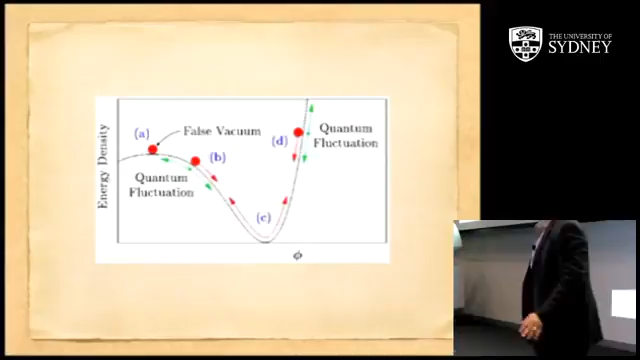 THE UNIVERSITY OF
SYDNEY
(a)
False Vacuum
(b)
(d)
Quantum
Fluctuation
Quantum
Fluctuation
(c)
Energy Density
ϕ